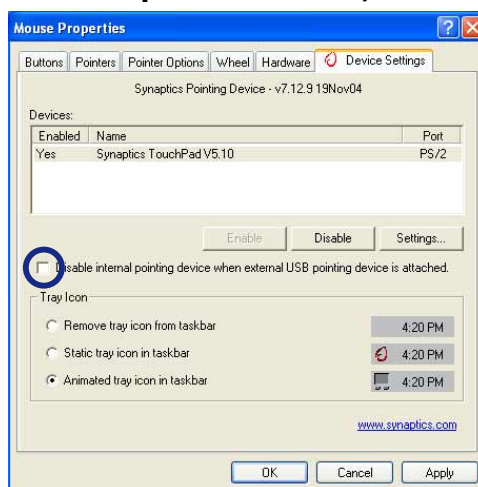 Mouse Properties
Buttons Pointers Pointer Options Wheel Hardware Device Settings
Synaptics Pointing Device - v7.12.9 19Nov04
Devices:
Enabled Name Port
Yes Synaptics TouchPad V5.10 PS/2
Enable Disable Settings...
Disable internal pointing device when external USB pointing device is attached.
Tray Icon
Remove tray icon from taskbar 4:20 PM
Static tray icon in taskbar 4:20 PM
Animated tray icon in taskbar 4:20 PM
www.synaptics.com
OK Cancel Apply